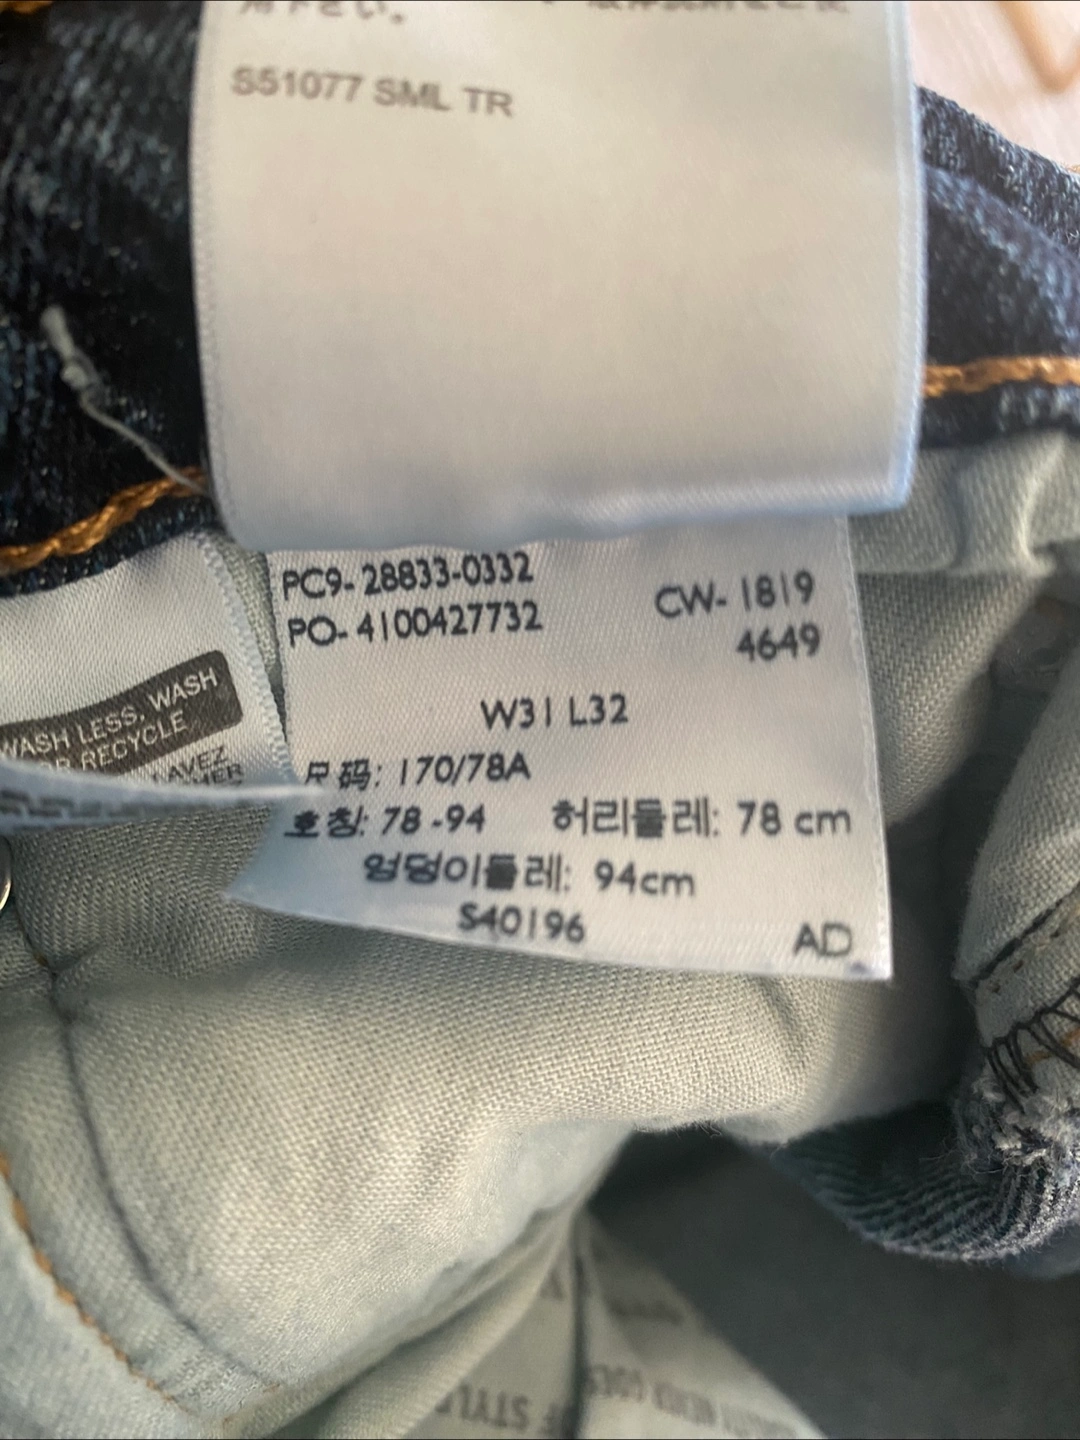 S51077 SML TR
PC9-28833-0332
PO-4100427732
CW-1819
4649
W31 L32
尺码: 170/78A
호칭: 78-94 허리둘레: 78 cm
엉덩이둘레: 94cm
S40196
AD
WASH LESS, WASH
OR RECYCLE
LAVEZ